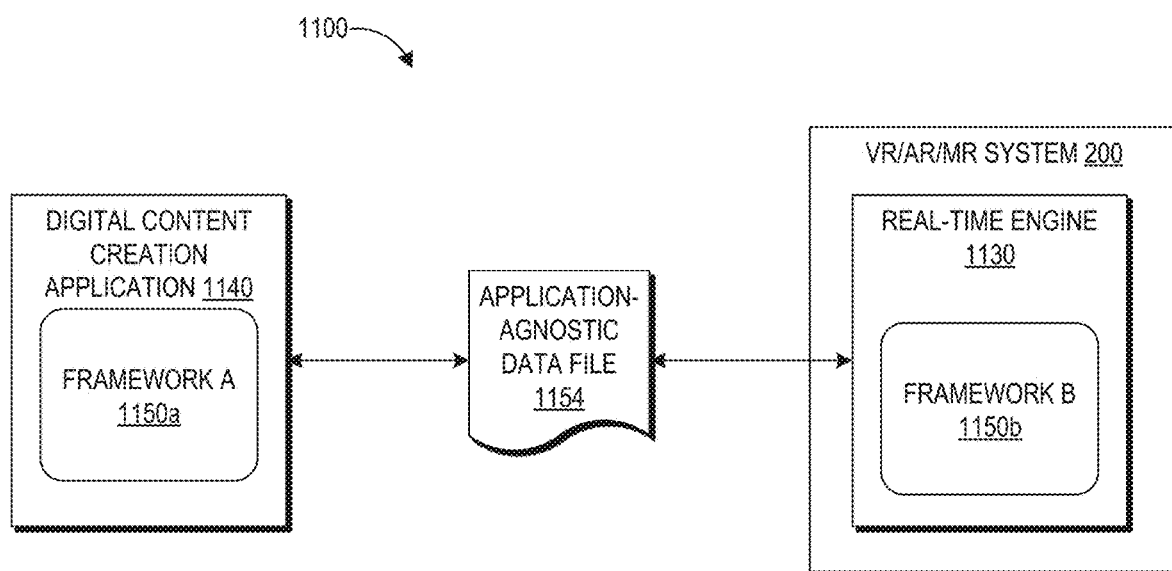 1100
VR/AR/MR SYSTEM 200
DIGITAL CONTENT
CREATION
APPLICATION 1140
FRAMEWORK A
1150a
APPLICATION-
AGNOSTIC
DATA FILE
1154
REAL-TIME ENGINE
1130
FRAMEWORK B
1150b